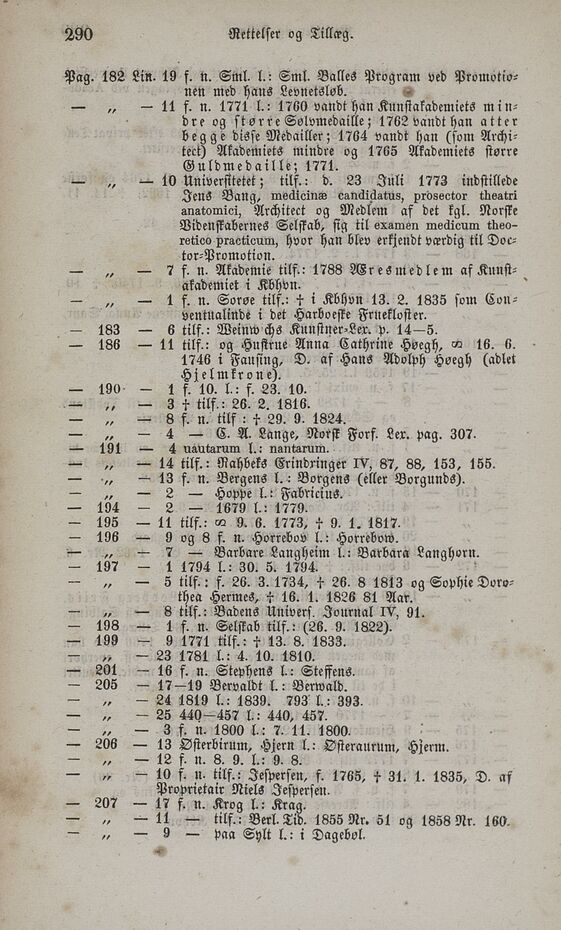 290
Rettelser og Tillæg.
Pag. 182 Lin. 19 f. n. Sml. l.: Sml. Balles Program ved Promotio-
nen med hans Levnetsløb.
— „ — 11 f. n. 1771 l.: 1760 vandt han Kunstakademiets min-
dre og større Sølvmedaille; 1762 vandt han atter
begge disse Medailler; 1764 vandt han (som Archi-
tect) Akademiets mindre og 1765 Akademiets større
Guldmedaille; 1771.
— „ — 10 Universitetet; tilf.: d. 23 Juli 1773 indstillede
Jens Bang, medicinæ candidatus, prosector theatri
anatomici, Architect og Medlem af det kgl. Norske
Videnskabernes Selskab, sig til examen medicum theo-
retico practicum, hvor han blev erkjendt værdig til Doc-
tor-Promotion.
— „ — 7 f. n. Akademie tilf.: 1788 Æresmedlem af Kunst-
akademiet i Kbhvn.
— „ — 1 f. n. Sorøe tilf.: † i Kbhvn 13. 2. 1835 som Con-
ventualinde i det Harboeske Fruekloster.
— 183 — 6 tilf.: Weinw chs Kunstner-Lex. p. 14—5.
— 186 — 11 tilf.: og Hustrue Anna Cathrine Høegh, ∞ 16. 6.
1746 i Fausing, D. af Hans Adolph Høegh (adlet
Hjelmkrone).
— 190 — 1 f. 10. l.: f. 23. 10.
— „ — 3 † tilf.: 26. 2. 1816.
— „ — 8 f. n. tilf : † 29. 9. 1824.
— „ — 4 — C. A. Lange, Norsk Forf. Lex. pag. 307.
— 191 — 4 uautarum l.: nantarum.
— „ — 14 tilf.: Rahbeks Erindringer IV, 87, 88, 153, 155.
— „ — 13 f. n. Bergens l.: Borgens (eller Borgunds).
— „ — 2 — Hoppe l.: Fabricius.
— 194 — 2 — 1679 l.: 1779.
— 195 — 11 tilf.: ∞ 9. 6. 1773, † 9. 1. 1817.
— 196 — 9 og 8 f. n. Horrebov l.: Horrebow.
— „ — 7 — Barbare Langheim l.: Barbara Langhorn.
— 197 — 1 1794 l.: 30. 5. 1794.
— „ — 5 tilf.: f. 26. 3. 1734, † 26. 8 1813 og Sophie Doro-
thea Hermes, † 16. 1. 1826 81 Aar.
— „ — 8 tilf.: Badens Univers. Journal IV, 91.
— 198 — 1 f. n. Selskab tilf.: (26. 9. 1822).
— 199 — 9 1771 tilf.: † 13. 8. 1833.
— „ — 23 1781 l.: 4. 10. 1810.
— 201 — 16 f. n. Stephens l.: Steffens.
— 205 — 17—19 Bervaldt l.: Berwald.
— „ — 24 1819 l.: 1839. 793 l.: 393.
— „ — 25 440—457 l.: 440, 457.
— „ — 3 f. n. 1800 l.: 7. 11. 1800.
— 206 — 13 Østerbirum, Hjern l.: Østeraurum, Hjerm.
— „ — 12 f. n. 8. 9. l.: 9. 8.
— „ — 10 f. n. tilf.: Jespersen, f. 1765, † 31. 1. 1835, D. af
Proprietair Niels Jespersen.
— 207 — 17 f. n. Krog l.: Krag.
— „ — 11 — tilf.: Berl. Tid. 1855 Nr. 51 og 1858 Nr. 160.
— „ — 9 — paa Sylt l.: i Dagebøl.